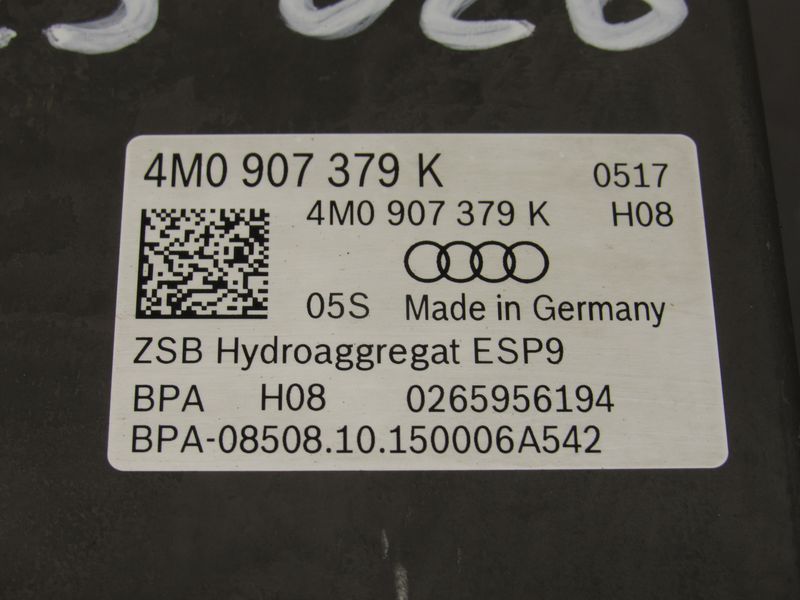 4M0 907 379 K 0517
4M0 907 379 K H08
05S Made in Germany
ZSB Hydroaggregat ESP9
BPA H08 0265956194
BPA-08508.10.150006A542